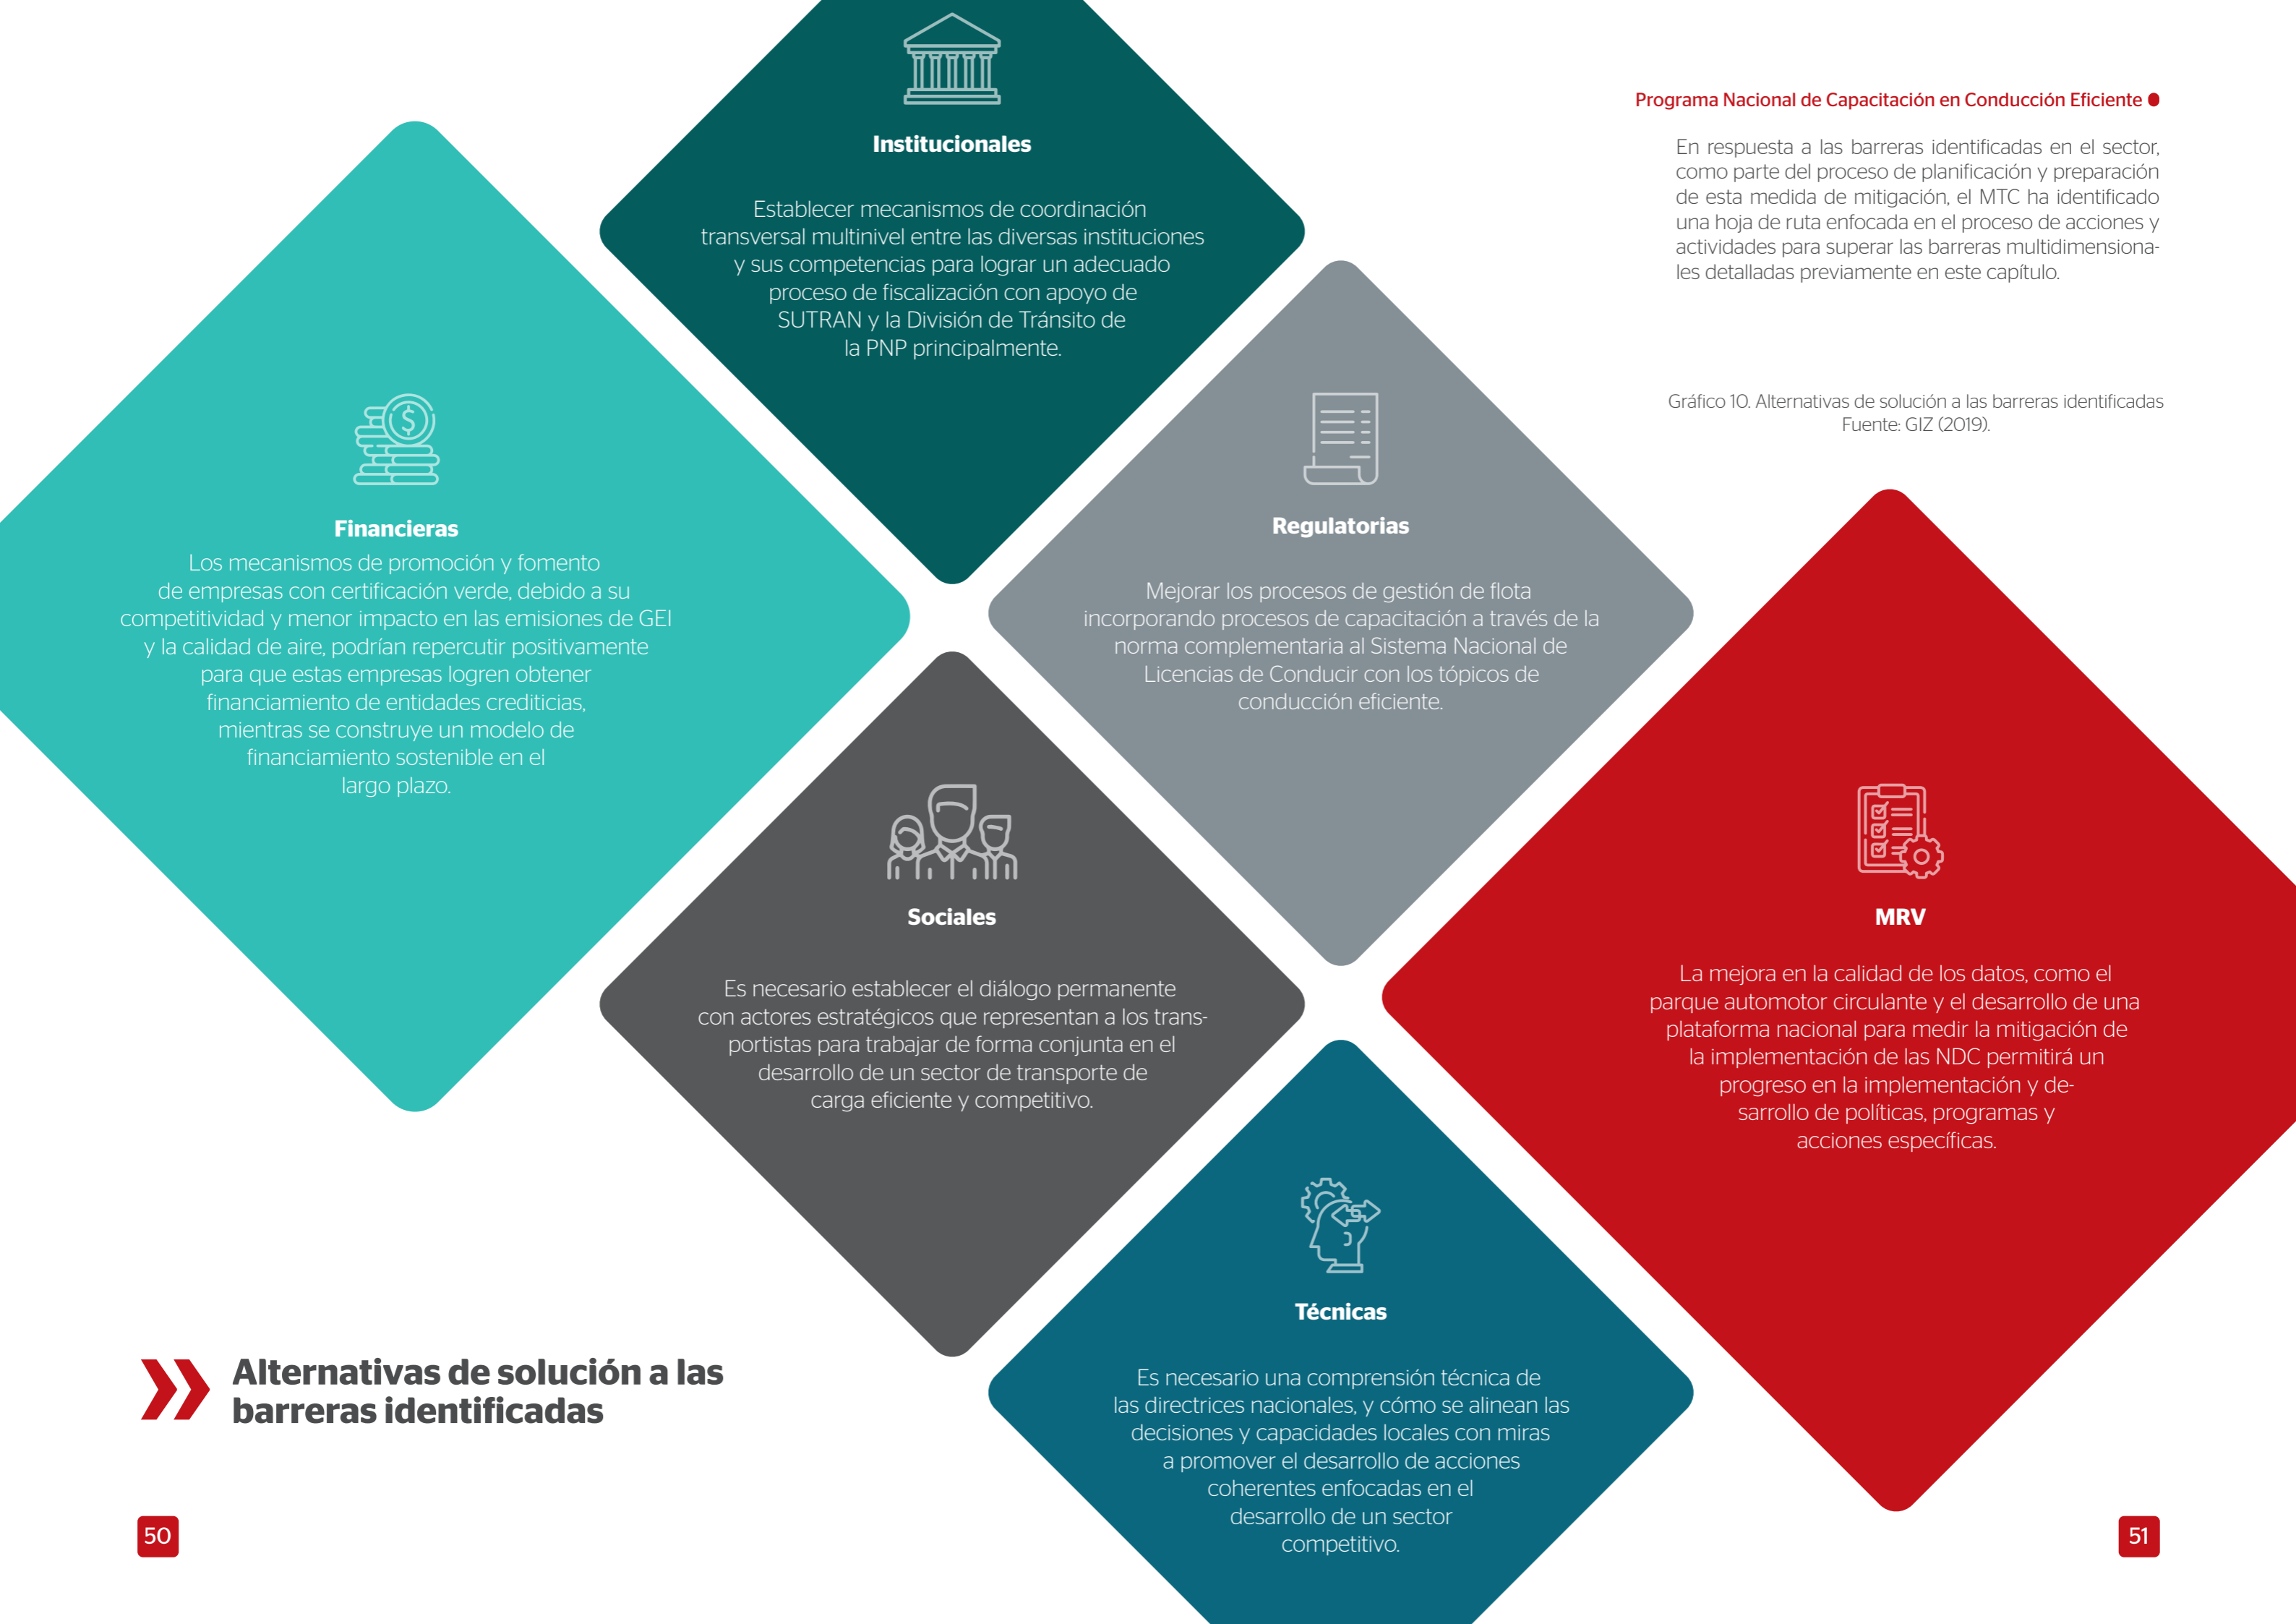 Institucionales
Establecer mecanismos de coordinación
transversal multinivel entre las diversas instituciones
y sus competencias para lograr un adecuado
proceso de fiscalización con apoyo de
SUTRAN y la División de Tránsito de
la PNP principalmente.
Programa Nacional de Capacitación en Conducción Eficiente
En respuesta a las barreras identificadas en el sector,
como parte del proceso de planificación y preparación
de esta medida de mitigación, el MTC ha identificado
una hoja de ruta enfocada en el proceso de acciones y
actividades para superar las barreras multidimensiona-
les detalladas previamente en este capítulo.
Gráfico 10. Alternativas de solución a las barreras identificadas
Fuente: GIZ (2019).
$
Financieras
Los mecanismos de promoción y fomento
de empresas con certificación verde, debido a su
competitividad y menor impacto en las emisiones de GEI
y la calidad de aire, podrían repercutir positivamente
para que estas empresas logren obtener
financiamiento de entidades crediticias,
mientras se construye un modelo de
financiamiento sostenible en el
largo plazo.
Regulatorias
Mejorar los procesos de gestión de flota
incorporando procesos de capacitación a través de la
norma complementaria al Sistema Nacional de
Licencias de Conducir con los tópicos de
conducción eficiente.
Sociales
Es necesario establecer el diálogo permanente
con actores estratégicos que representan a los trans-
portistas para trabajar de forma conjunta en el
desarrollo de un sector de transporte de
carga eficiente y competitivo.
MRV
La mejora en la calidad de los datos, como el
parque automotor circulante y el desarrollo de una
plataforma nacional para medir la mitigación de
la implementación de las NDC permitirá un
progreso en la implementación y de-
sarrollo de políticas, programas y
acciones específicas.
Técnicas
Es necesario una comprensión técnica de
las directrices nacionales, y cómo se alinean las
decisiones y capacidades locales con miras
a promover el desarrollo de acciones
coherentes enfocadas en el
desarrollo de un sector
competitivo.
Alternativas de solución a las
barreras identificadas
50
51